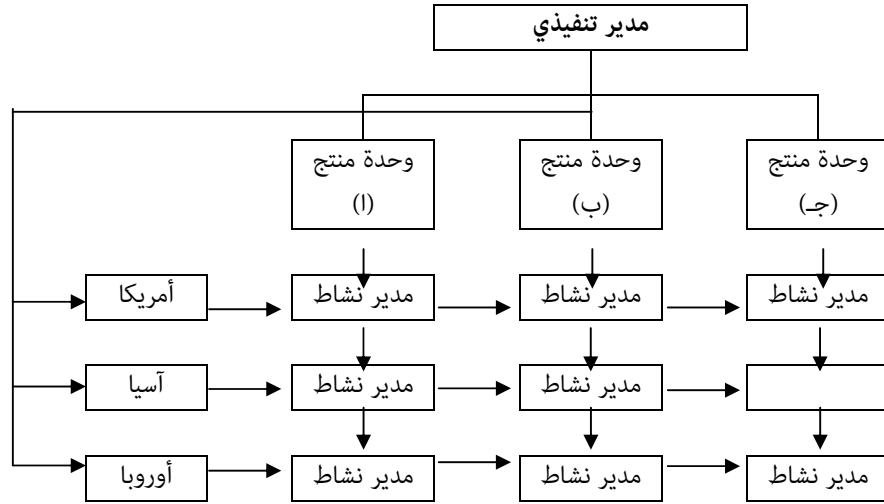 مدير تنفيذي
وحدة منتج
(ا)
وحدة منتج
(ب)
وحدة منتج
(جـ)
أمريكا
مدير نشاط
مدير نشاط
مدير نشاط
آسيا
مدير نشاط
مدير نشاط
أوروبا
مدير نشاط
مدير نشاط
مدير نشاط